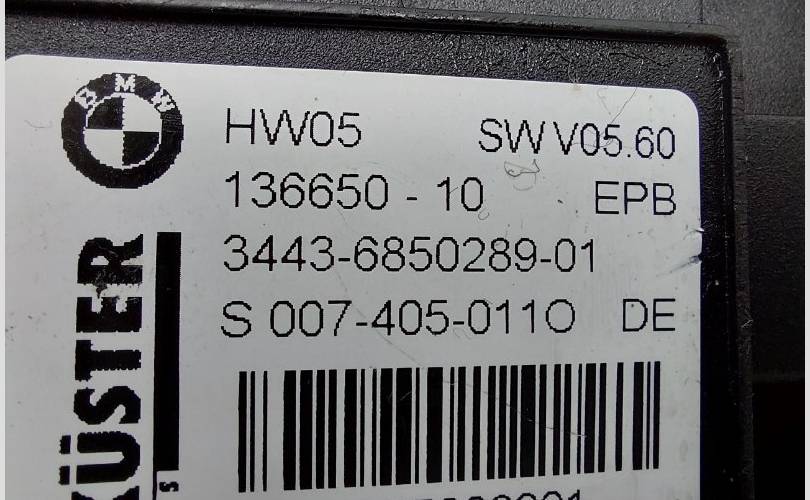 BMW
HW05 SW V05.60
136650 - 10 EPB
3443-6850289-01
S 007-405-011O DE
KÜSTER